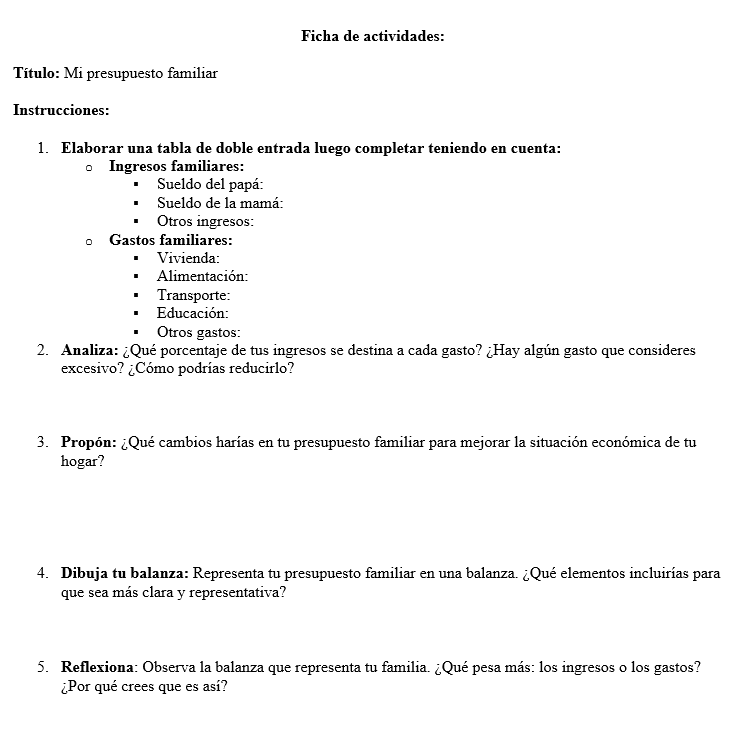 Ficha de actividades:
Título: Mi presupuesto familiar
Instrucciones:
1. Elaborar una tabla de doble entrada luego completar teniendo en cuenta:
o Ingresos familiares:
▪ Sueldo del papá:
▪ Sueldo de la mamá:
▪ Otros ingresos:
o Gastos familiares:
▪ Vivienda:
▪ Alimentación:
▪ Transporte:
▪ Educación:
▪ Otros gastos:
2. Analiza: ¿Qué porcentaje de tus ingresos se destina a cada gasto? ¿Hay algún gasto que consideres
excesivo? ¿Cómo podrías reducirlo?
3. Propón: ¿Qué cambios harías en tu presupuesto familiar para mejorar la situación económica de tu
hogar?
4. Dibuja tu balanza: Representa tu presupuesto familiar en una balanza. ¿Qué elementos incluirías para
que sea más clara y representativa?
5. Reflexiona: Observa la balanza que representa tu familia. ¿Qué pesa más: los ingresos o los gastos?
¿Por qué crees que es así?